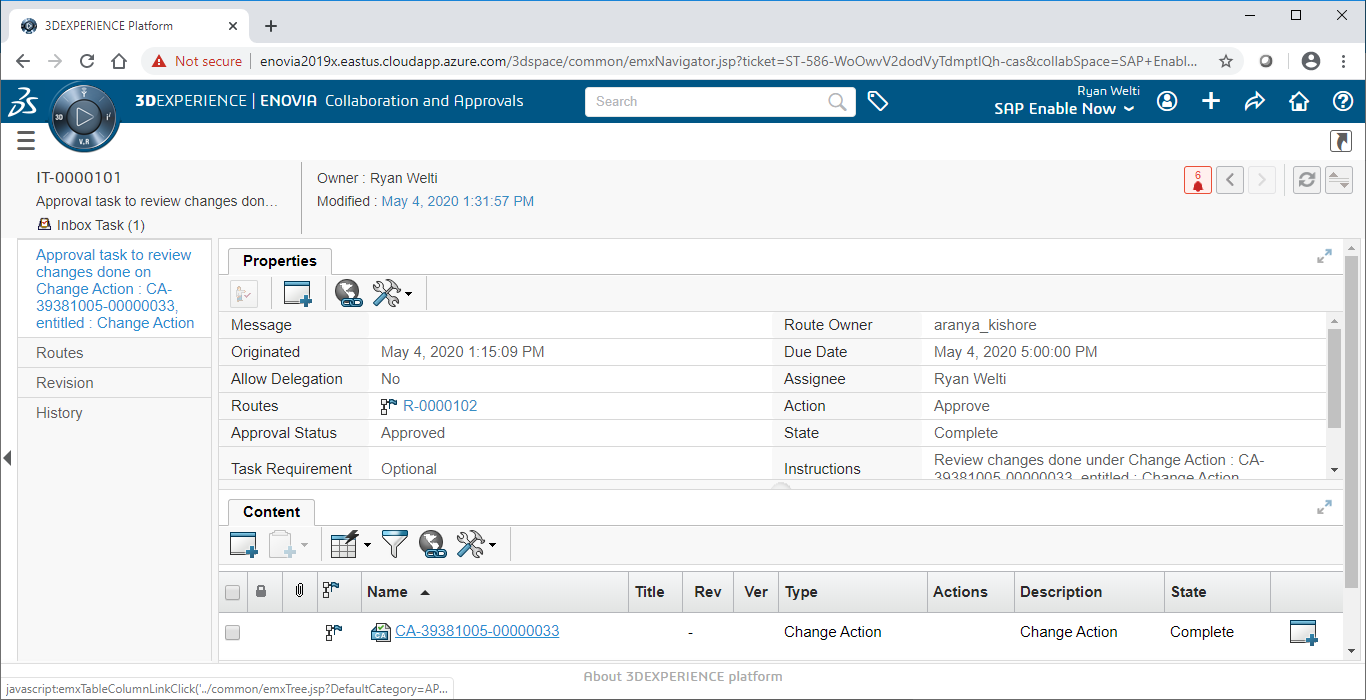 3DEXPERIENCE Platform
Not secure
enovia2019x.eastus.cloudapp.azure.com/3dspace/common/emxNavigator.jsp?ticket=ST-586-WoOwvV2dodVyTdmptIQh-cas&collabSpace=SAP+Enabl...
3D
V.R
3DEXPERIENCE | ENOVIA Collaboration and Approvals
Search
Ryan Welti
SAP Enable Now
IT-0000101
Approval task to review changes don...
Inbox Task (1)
Owner : Ryan Welti
Modified : May 4, 2020 1:31:57 PM
6
Approval task to review
changes done on
Change Action : CA-
39381005-00000033,
entitled : Change Action
Routes
Revision
History
Properties
Message
Route Owner aranya_kishore
Originated May 4, 2020 1:15:09 PM
Due Date May 4, 2020 5:00:00 PM
Allow Delegation No
Assignee Ryan Welti
Routes R-0000102
Action Approve
Approval Status Approved
State Complete
Task Requirement Optional
Instructions Review changes done under Change Action : CA-
39381005-00000033, entitled : Change Action
Content
Name Title Rev Ver Type Actions Description State
CA
CA-39381005-00000033 - Change Action Change Action Complete
About 3DEXPERIENCE platform
javascript:emxTableColumnLinkClick('../common/emxTree.jsp?DefaultCategory=AP...